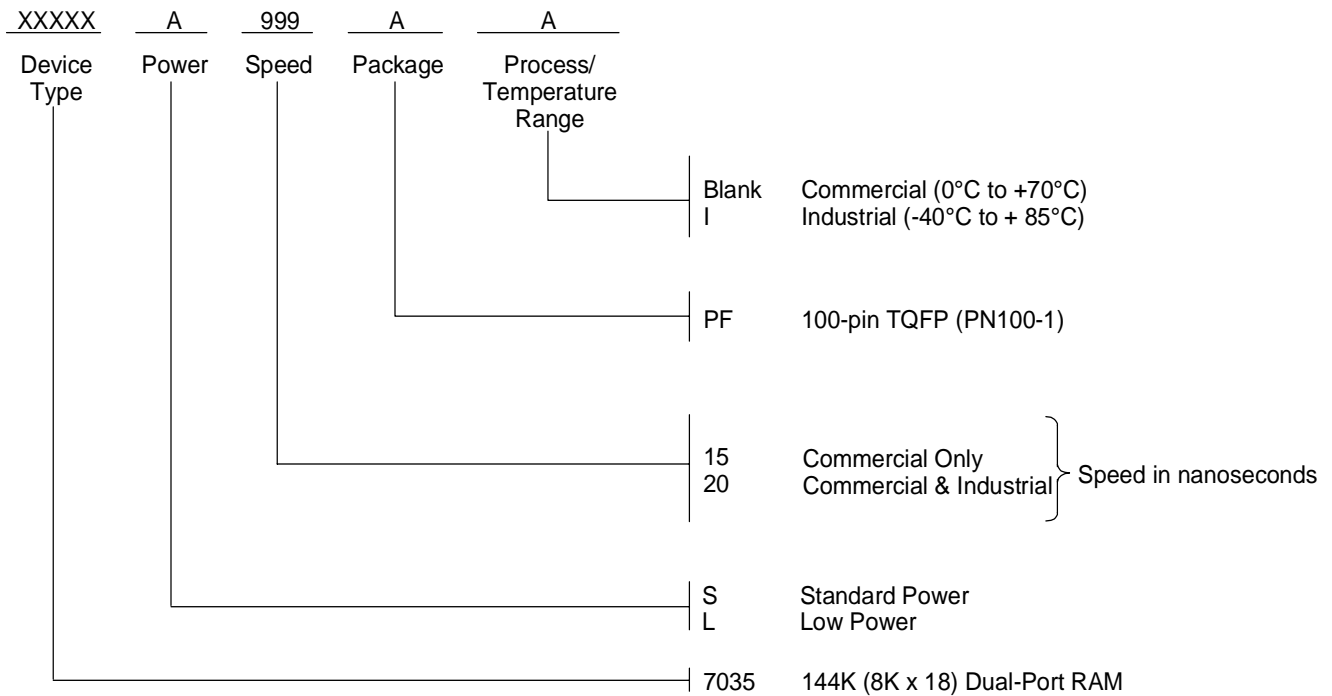 XXXXX A 999 A A
Device Type Power Speed Package Process/ Temperature Range
Blank Commercial (0°C to +70°C)
I Industrial (-40°C to + 85°C)
PF 100-pin TQFP (PN100-1)
15 Commercial Only
20 Commercial & Industrial
Speed in nanoseconds
S Standard Power
L Low Power
7035 144K (8K x 18) Dual-Port RAM